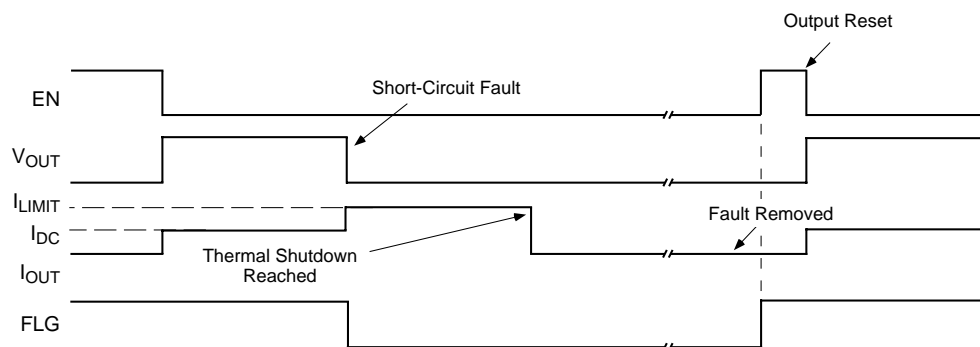 Output Reset
EN
Short-Circuit Fault
VOUT
ILIMIT
IDC
Fault Removed
Thermal Shutdown
Reached
IOUT
FLG